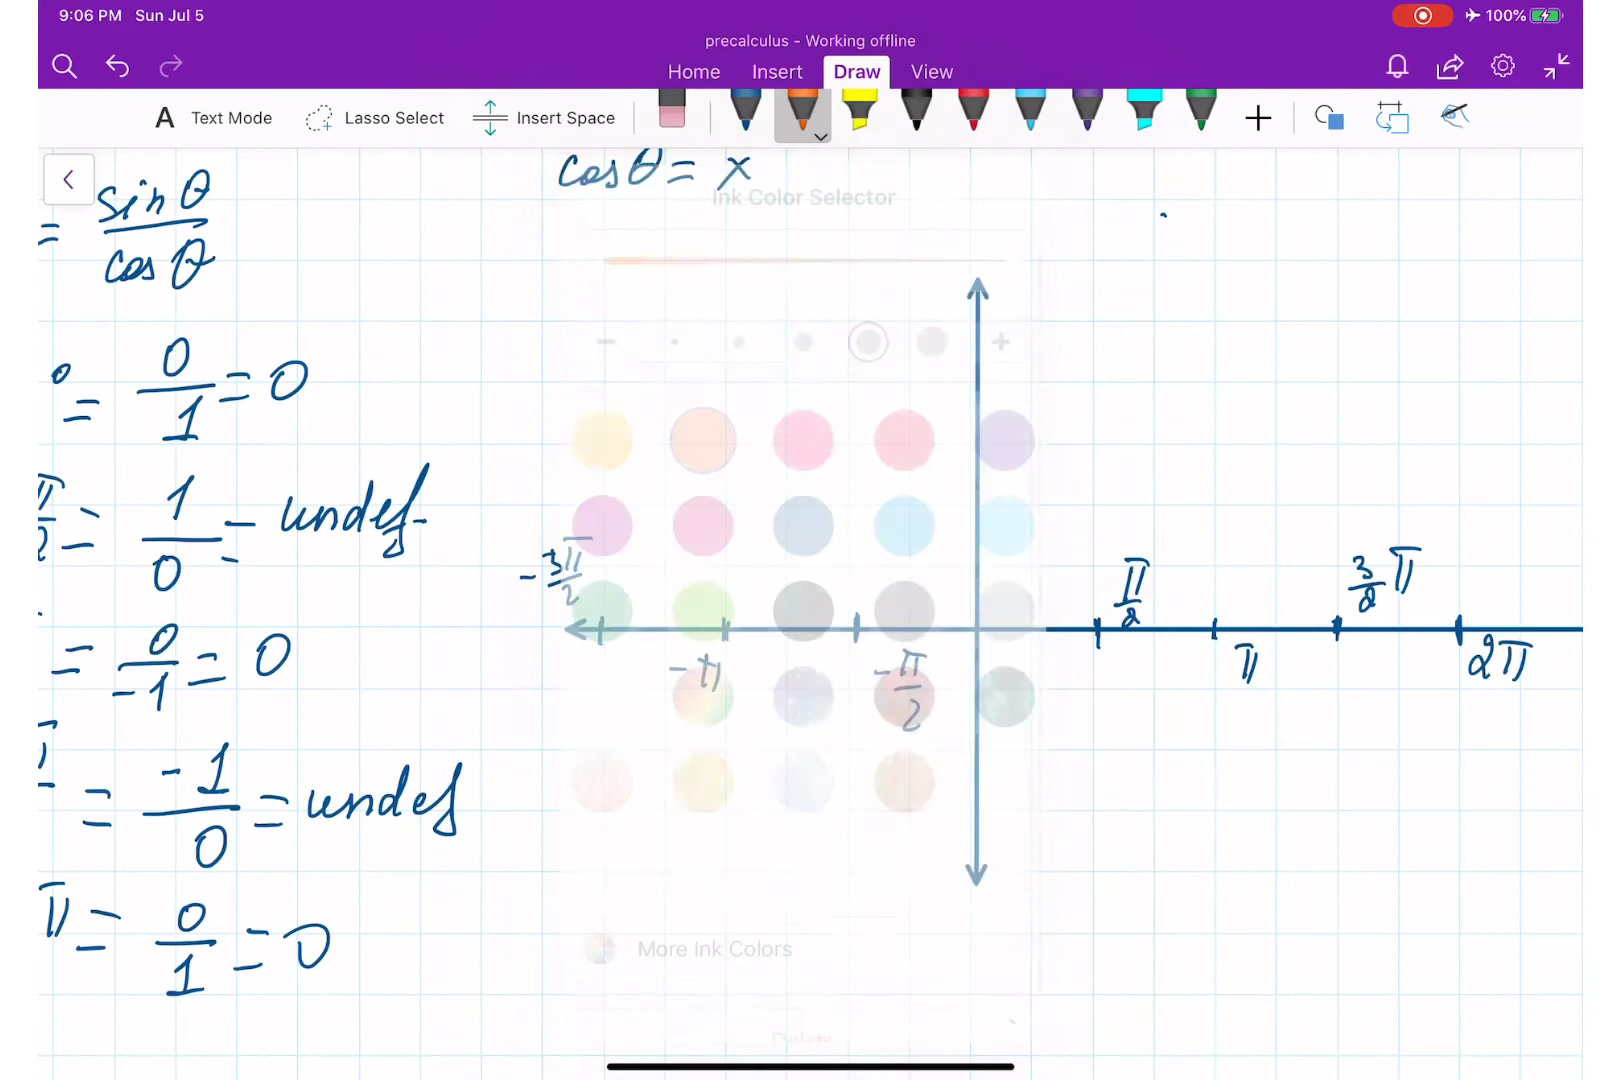 9:06 PM Sun Jul 5
100%
precalculus - Working offline
Home Insert Draw View
A Text Mode Lasso Select Insert Space
cos θ = x
Ink Color Selector
= sin θ / cos θ
0 = 0/1 = 0
π/2 = 1/0 = undef.
= 0/-1 = 0
= -1/0 = undef
π = 0/1 = 0
-3π/2
-π
-π/2
π/2
π
3/2 π
2π
More Ink Colors